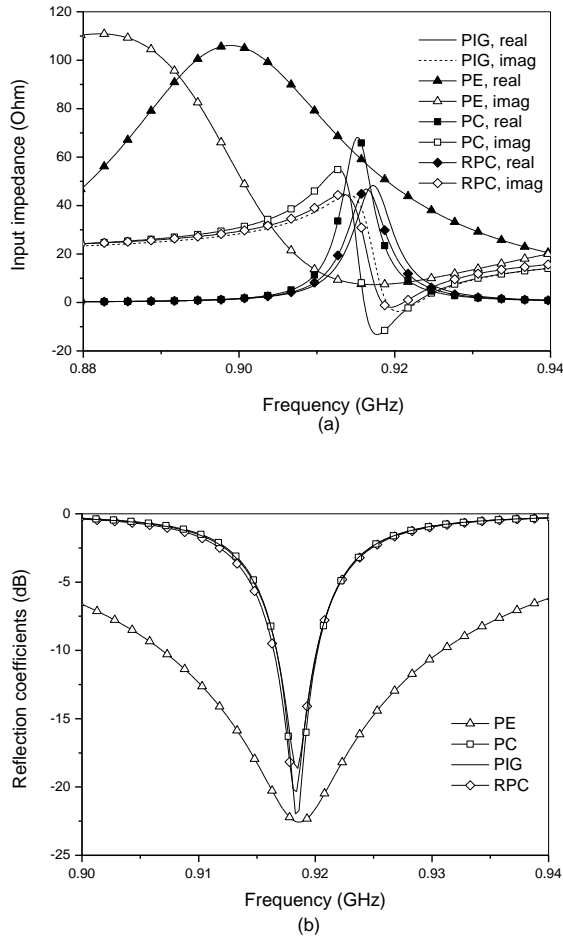 120
100
80
60
40
20
0
-20
Input impedance (Ohm)
PIG, real
PIG, imag
PE, real
PE, imag
PC, real
PC, imag
RPC, real
RPC, imag
0.88
0.90
0.92
0.94
Frequency (GHz)
(a)
0
-5
-10
-15
-20
-25
Reflection coefficients (dB)
PE
PC
PIG
RPC
0.90
0.91
0.92
0.93
0.94
Frequency (GHz)
(b)